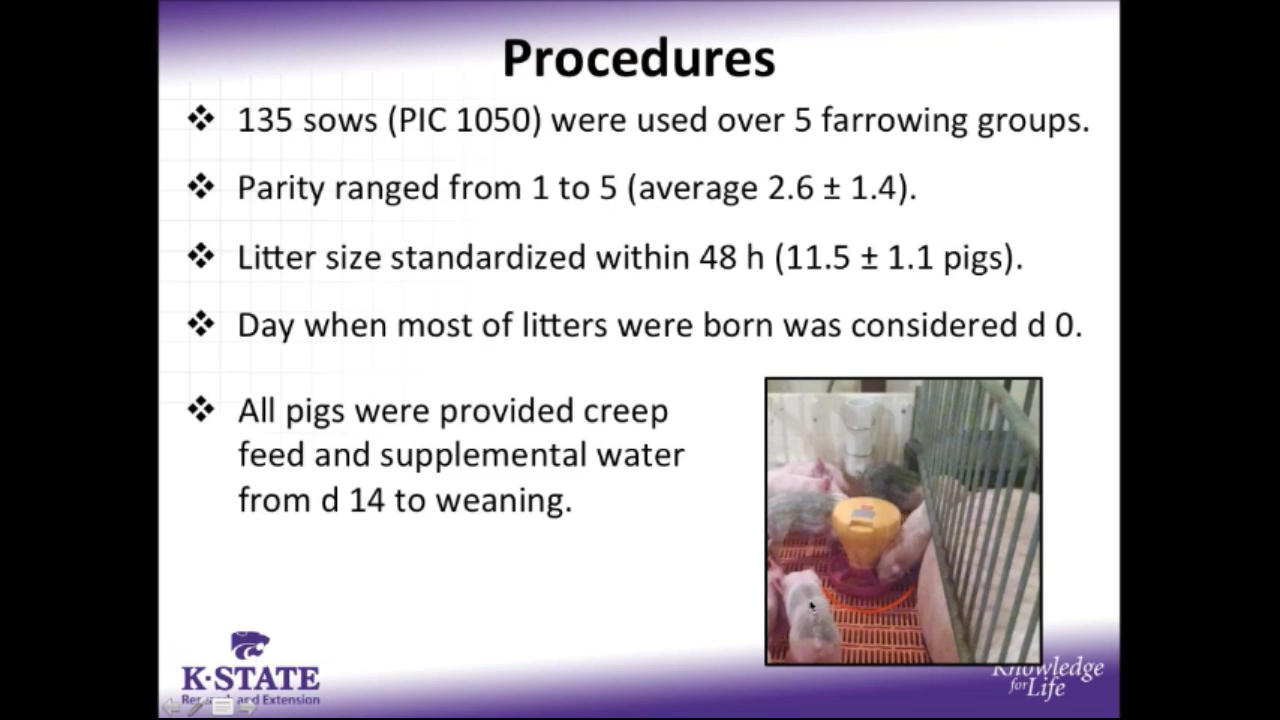 Procedures
❖ 135 sows (PIC 1050) were used over 5 farrowing groups.
❖ Parity ranged from 1 to 5 (average 2.6 ± 1.4).
❖ Litter size standardized within 48 h (11.5 ± 1.1 pigs).
❖ Day when most of litters were born was considered d 0.
❖ All pigs were provided creep
feed and supplemental water
from d 14 to weaning.
K-STATE
Research and Extension
Knowledge
for Life